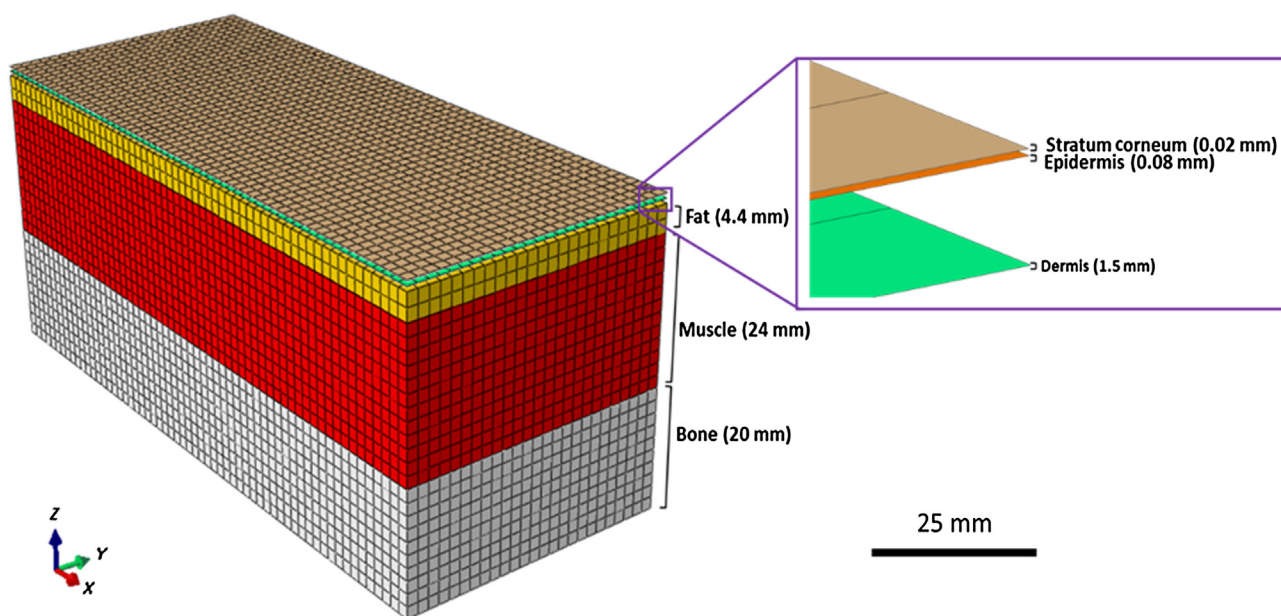 Stratum corneum (0.02 mm)
Epidermis (0.08 mm)
Fat (4.4 mm)
Dermis (1.5 mm)
Muscle (24 mm)
Bone (20 mm)
25 mm
Z
Y
X